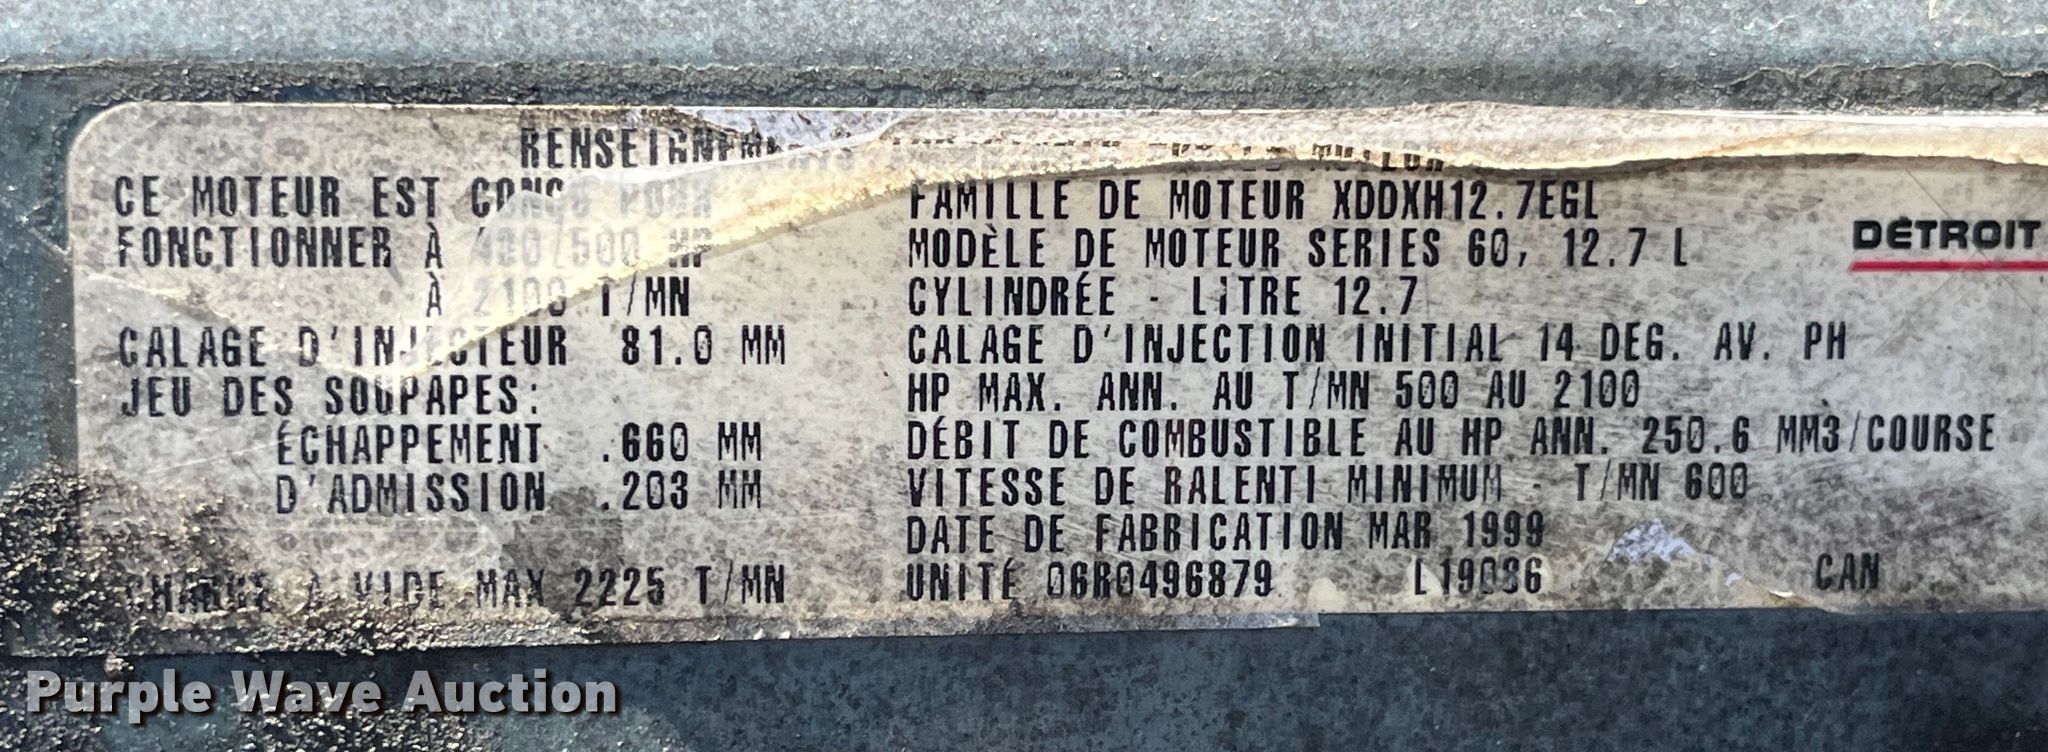 RENSEIGNEMENTS MOTEUR
CE MOTEUR EST CONÇU POUR
FONCTIONNER À 400/500 HP
À 2100 T/MN
CALAGE D'INJECTEUR 81.0 MM
JEU DES SOUPAPES:
ÉCHAPPEMENT .660 MM
D'ADMISSION .203 MM
CHARGE À VIDE MAX 2225 T/MN
FAMILLE DE MOTEUR XDDXH12.7EGL
MODÈLE DE MOTEUR SERIES 60, 12.7 L
CYLINDRÉE - LITRE 12.7
CALAGE D'INJECTION INITIAL 14 DEG. AV. PH
HP MAX. ANN. AU T/MN 500 AU 2100
DÉBIT DE COMBUSTIBLE AU HP ANN. 250.6 MM3/COURSE
VITESSE DE RALENTI MINIMUM - T/MN 600
DATE DE FABRICATION MAR 1999
UNITÉ 06R0496879 L19036 CAN
DETROIT
Purple Wave Auction